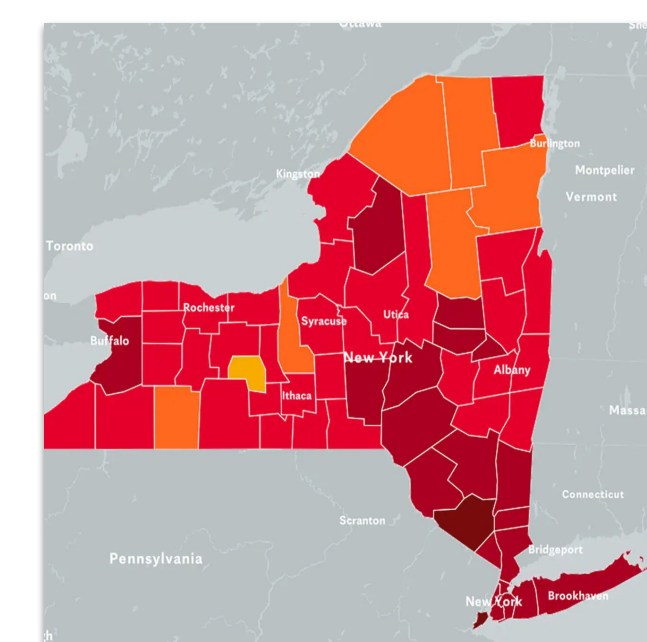 Ottawa
Burlington
Montpelier
Kingston
Vermont
Toronto
on
Rochester
Syracuse
Utica
Buffalo
New York
Albany
Ithaca
Massa
Connecticut
Scranton
Bridgeport
Pennsylvania
New York
Brookhaven